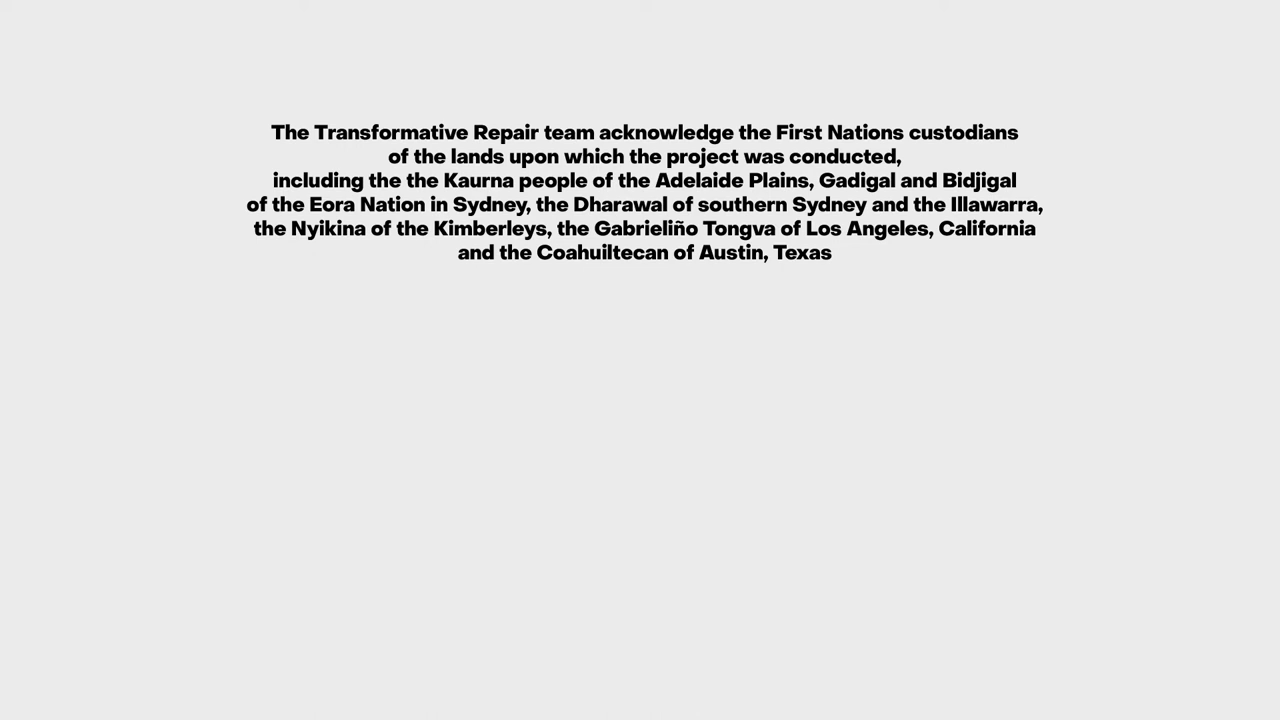 The Transformative Repair team acknowledge the First Nations custodians
of the lands upon which the project was conducted,
including the the Kaurna people of the Adelaide Plains, Gadigal and Bidjigal
of the Eora Nation in Sydney, the Dharawal of southern Sydney and the Illawarra,
the Nyikina of the Kimberleys, the Gabrieliño Tongva of Los Angeles, California
and the Coahuiltecan of Austin, Texas